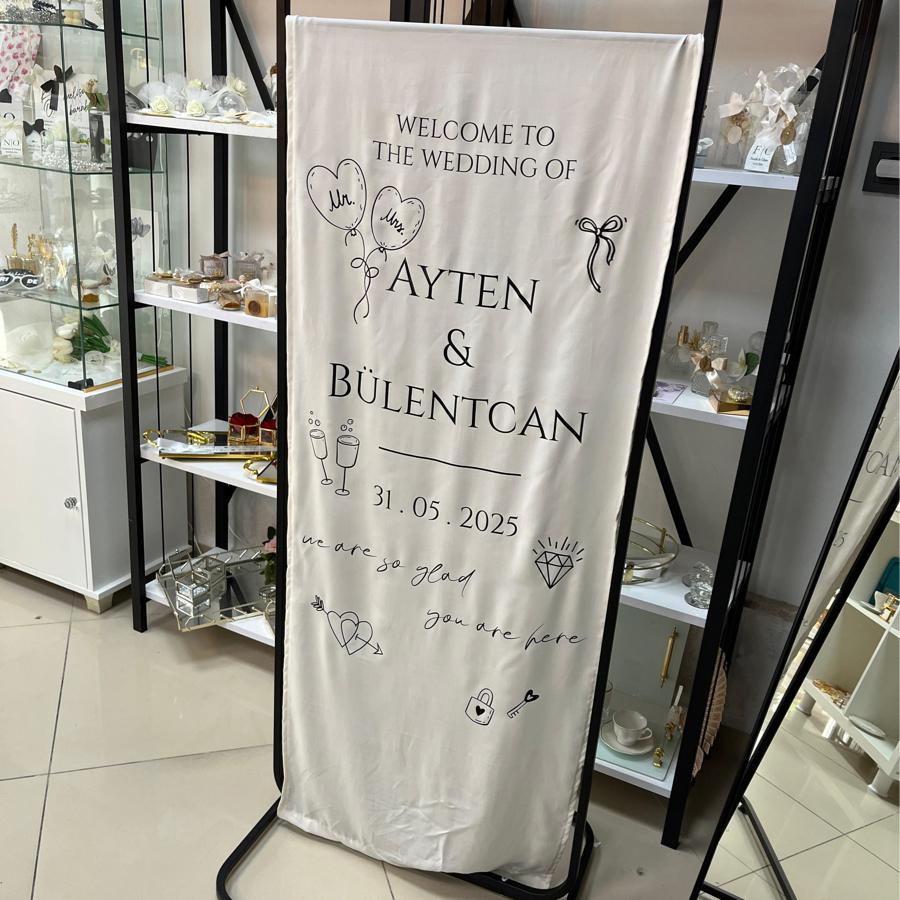 WELCOME TO
THE WEDDING OF
Mr.
Mrs.
AYTEN
&
BÜLENTCAN
31 . 05 . 2025
we are so glad
you are here
F|C